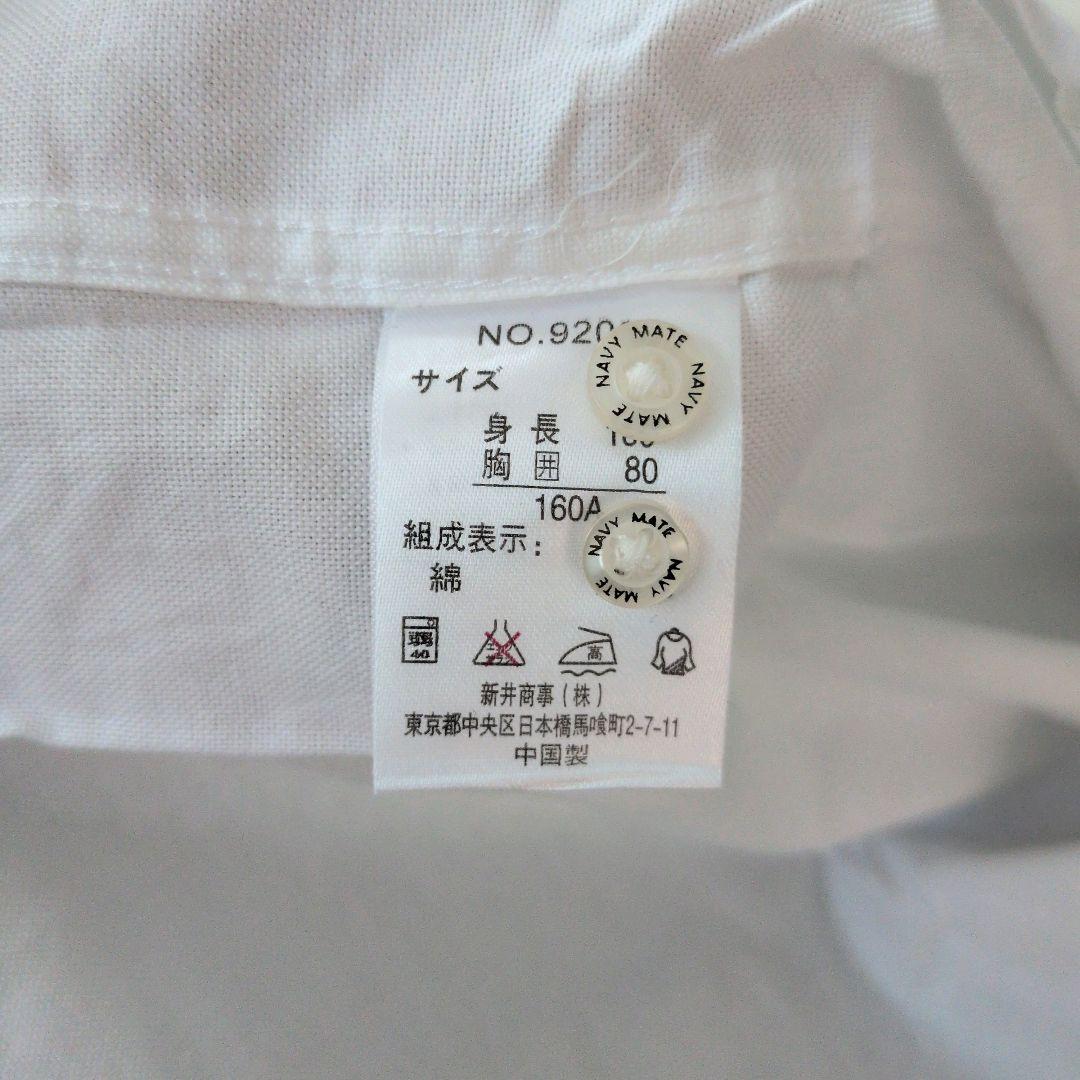 NO.920
NAVY MATE NAVY MATE
サイズ
身長 160
胸囲 80
160A
NAVY MATE NAVY MATE
組成表示:
綿
40
高
新井商事(株)
東京都中央区日本橋馬喰町2-7-11
中国製